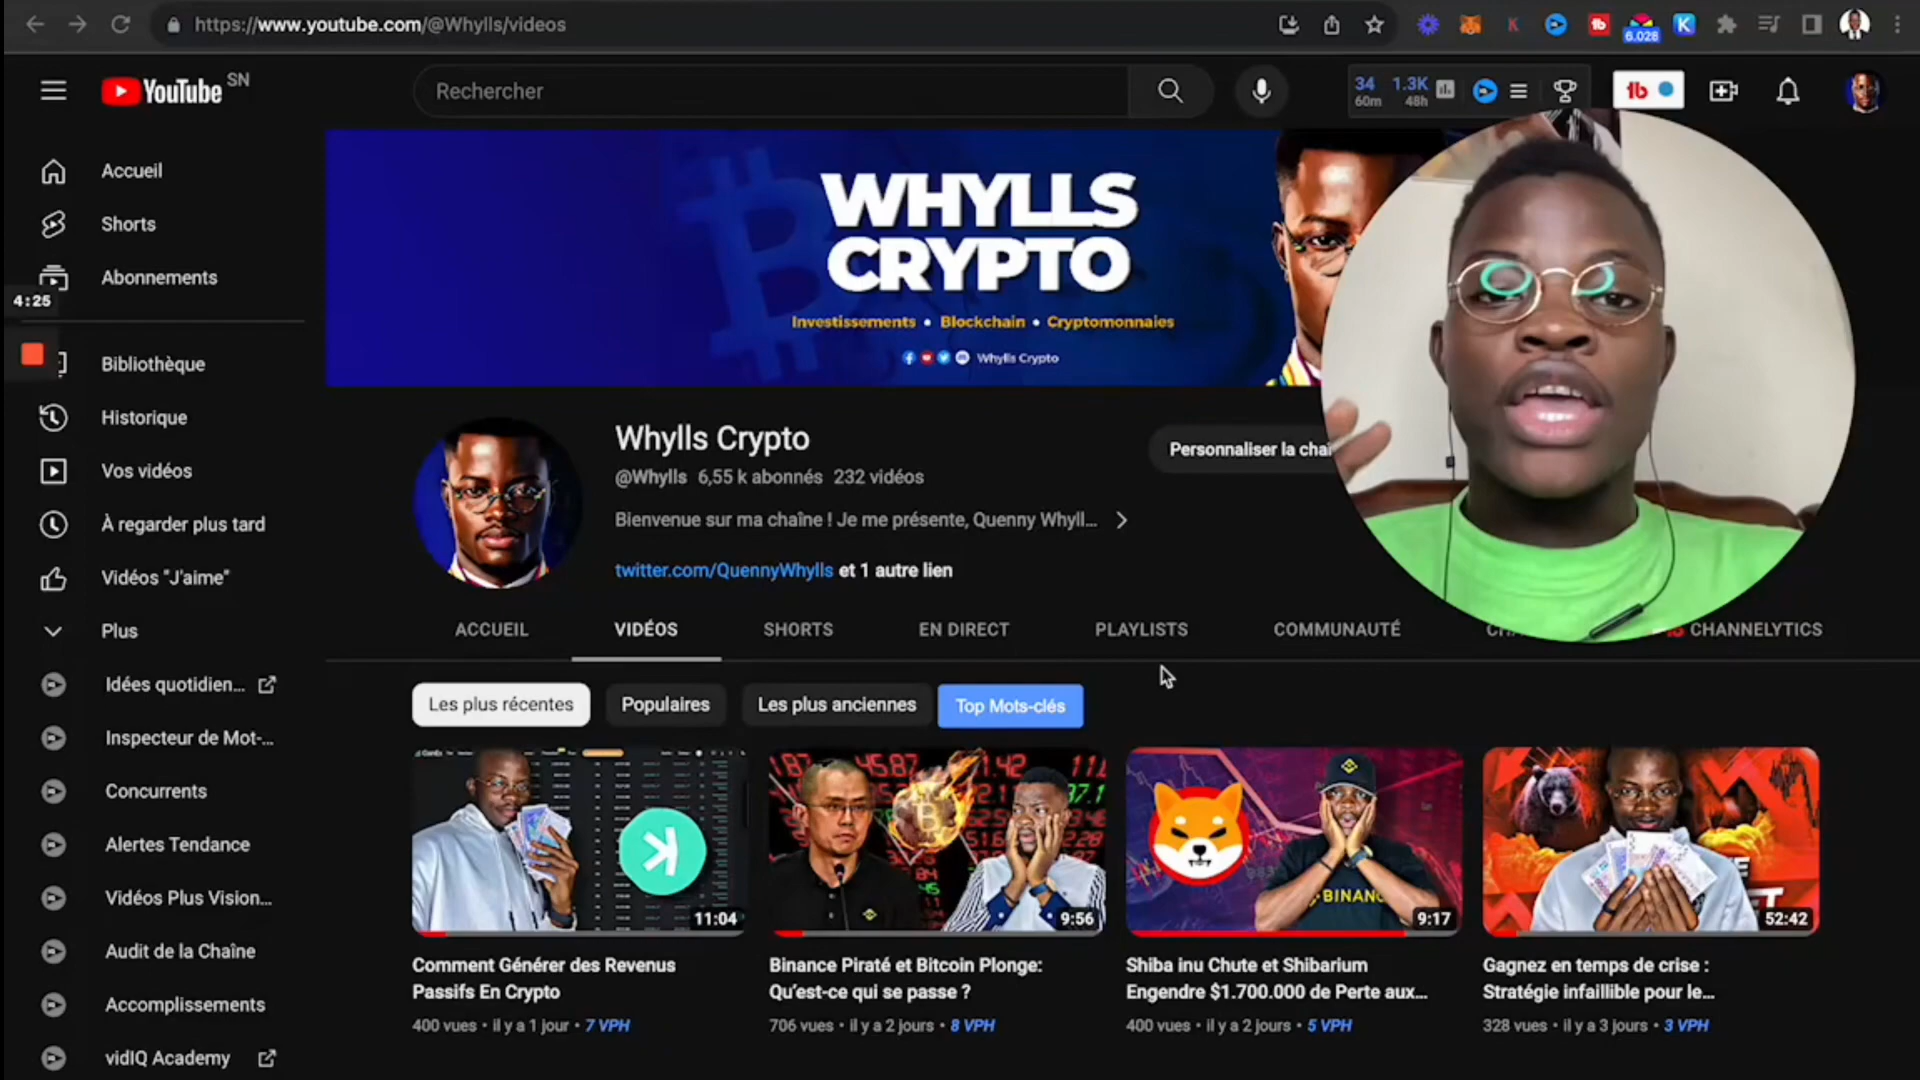 https://www.youtube.com/@Whylls/videos
6.028
YouTube SN
Rechercher
34 60m
1.3K 48h
Accueil
Shorts
Abonnements
4:25
Bibliothèque
Historique
Vos vidéos
À regarder plus tard
Vidéos "J'aime"
Plus
Idées quotidien...
Inspecteur de Mot-...
Concurrents
Alertes Tendance
Vidéos Plus Vision...
Audit de la Chaîne
Accomplissements
vidIQ Academy
WHYLLS
CRYPTO
Investissements • Blockchain • Cryptomonnaies
Whylls Crypto
Whylls Crypto
@Whylls 6,55 k abonnés 232 vidéos
Personnaliser la chaî
Bienvenue sur ma chaîne ! Je me présente, Quenny Whyll...
twitter.com/QuennyWhylls et 1 autre lien
ACCUEIL
VIDÉOS
SHORTS
EN DIRECT
PLAYLISTS
COMMUNAUTÉ
CHANNELYTICS
Les plus récentes
Populaires
Les plus anciennes
Top Mots-clés
11:04
Comment Générer des Revenus
Passifs En Crypto
400 vues • il y a 1 jour • 7 VPH
9:56
Binance Piraté et Bitcoin Plonge:
Qu'est-ce qui se passe ?
706 vues • il y a 2 jours • 8 VPH
BINANC
9:17
Shiba inu Chute et Shibarium
Engendre $1.700.000 de Perte aux...
400 vues • il y a 2 jours • 5 VPH
52:42
Gagnez en temps de crise :
Stratégie infaillible pour le...
328 vues • il y a 3 jours • 3 VPH